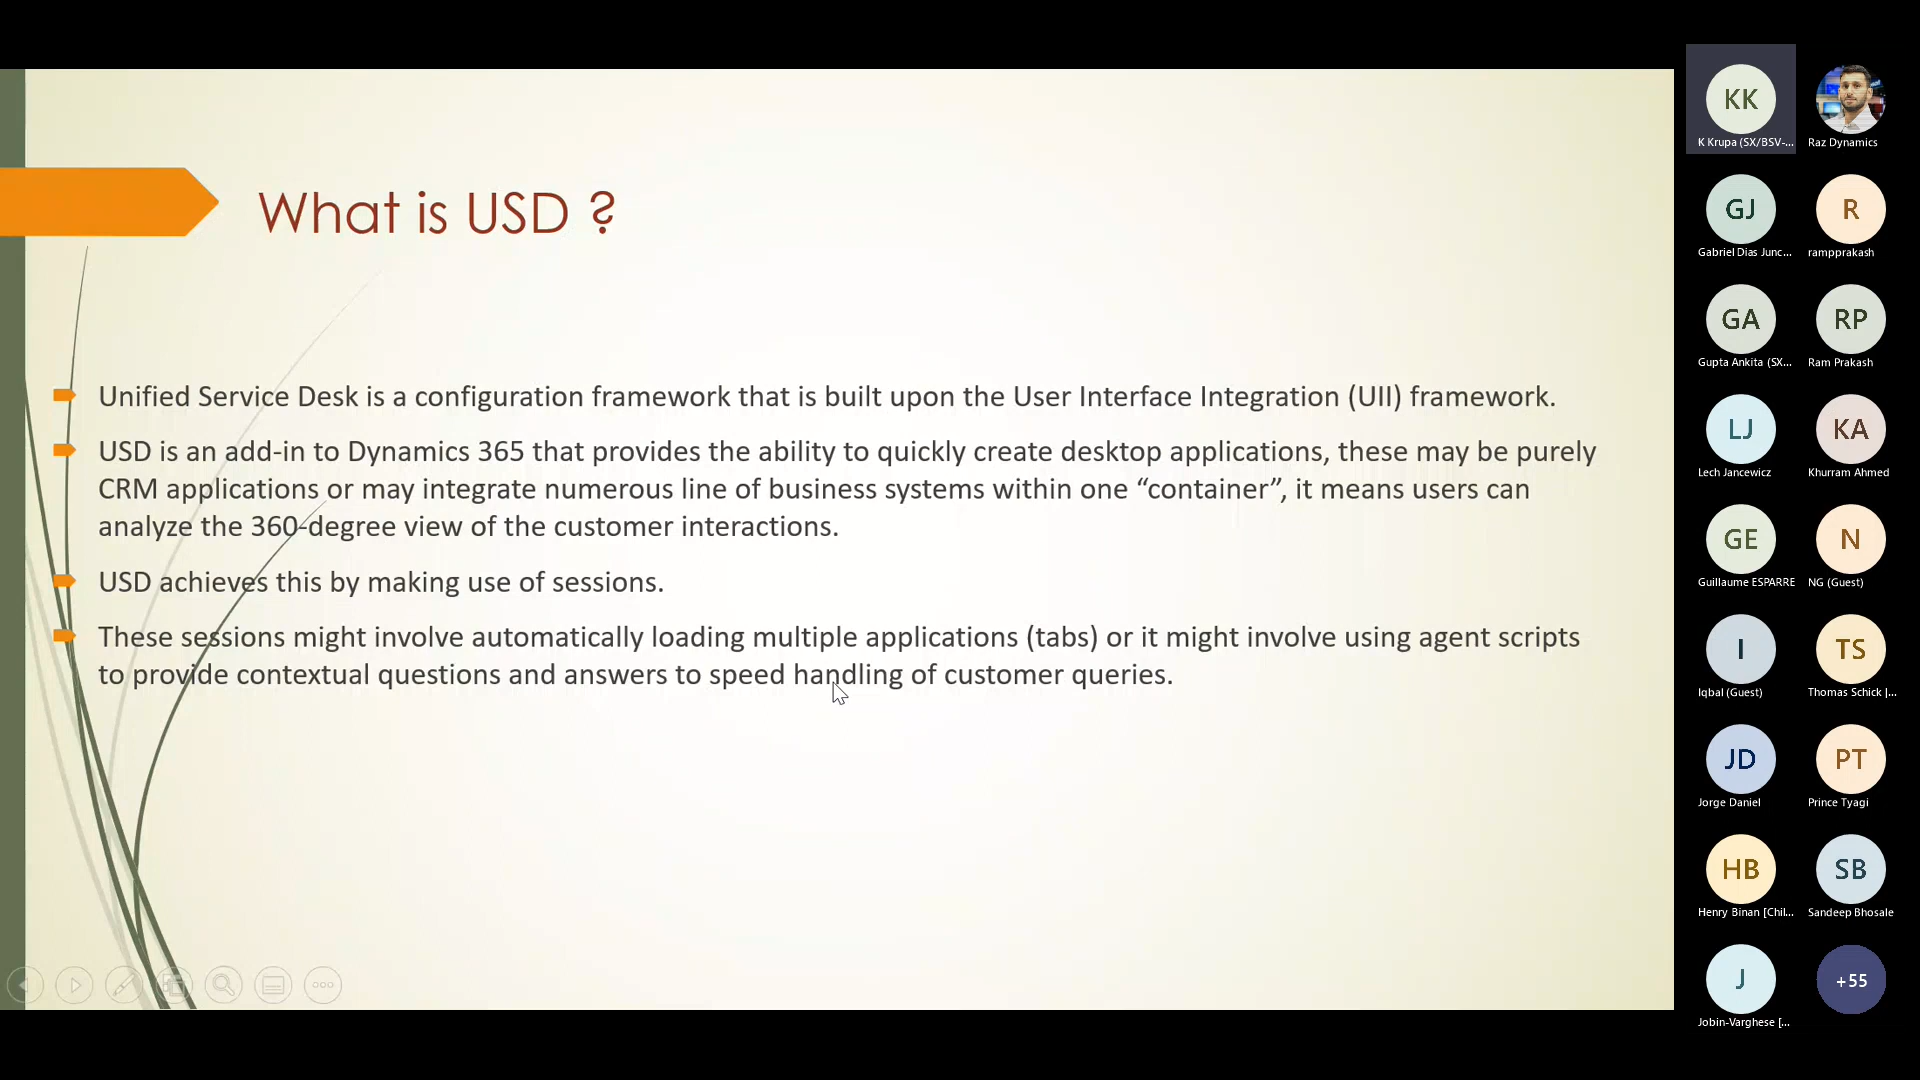 What is USD ?
Unified Service Desk is a configuration framework that is built upon the User Interface Integration (UII) framework.
USD is an add-in to Dynamics 365 that provides the ability to quickly create desktop applications, these may be purely
CRM applications or may integrate numerous line of business systems within one “container”, it means users can
analyze the 360-degree view of the customer interactions.
USD achieves this by making use of sessions.
These sessions might involve automatically loading multiple applications (tabs) or it might involve using agent scripts
to provide contextual questions and answers to speed handling of customer queries.
KK
K Krupa (SX/BSV-...
Raz Dynamics
GJ
R
Gabriel Dias Junc...
rampprakash
GA
RP
Gupta Ankita (SX...
Ram Prakash
LJ
KA
Lech Jancewicz
Khurram Ahmed
GE
N
Guillaume ESPARRE
NG (Guest)
I
TS
Iqbal (Guest)
Thomas Schick |...
JD
PT
Jorge Daniel
Prince Tyagi
HB
SB
Henry Binan [Chil...
Sandeep Bhosale
J
+55
Jobin-Varghese [...